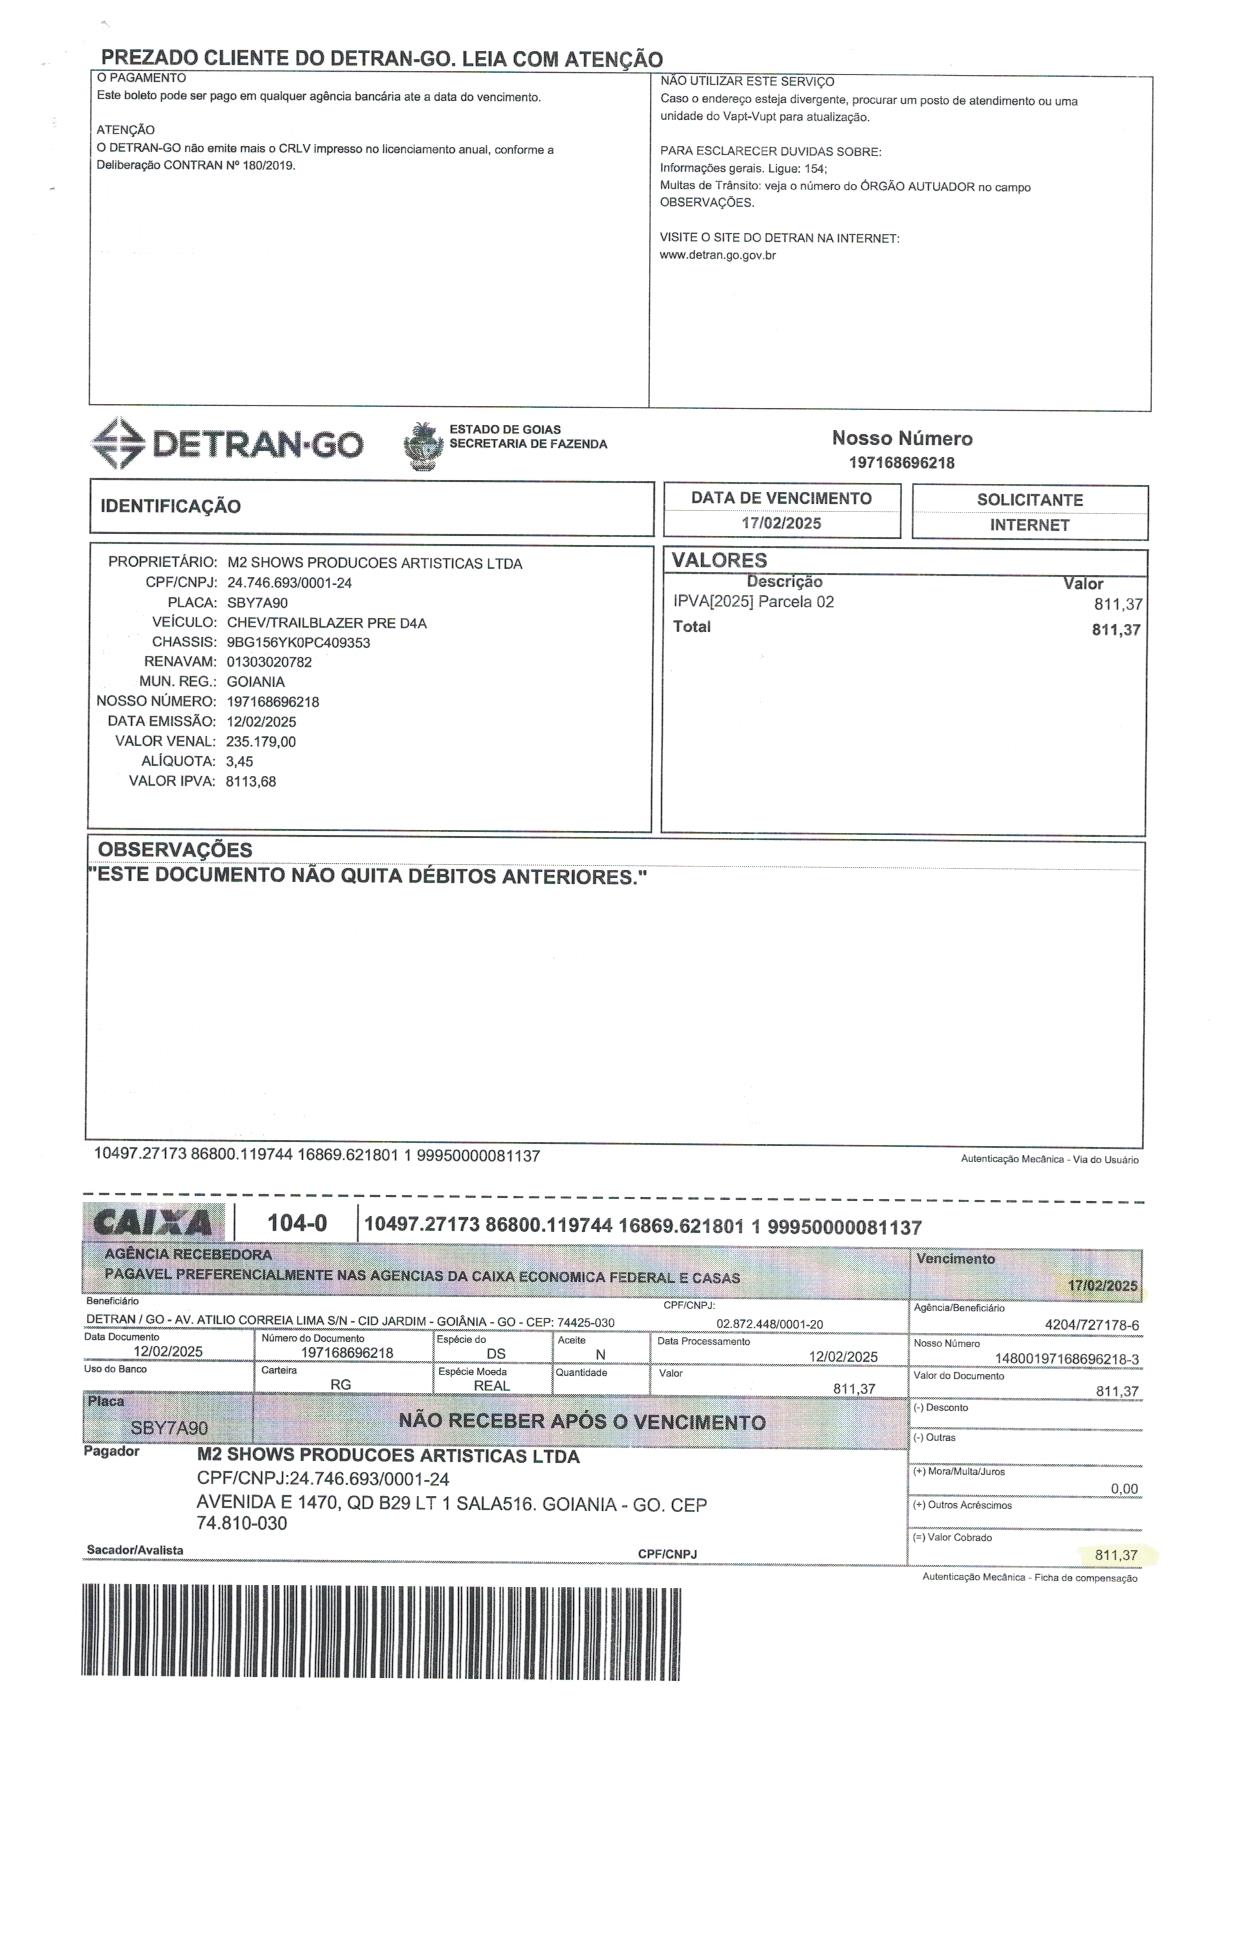 PREZADO CLIENTE DO DETRAN-GO. LEIA COM ATENÇÃO
O PAGAMENTO
Este boleto pode ser pago em qualquer agência bancária ate a data do vencimento.
ATENÇÃO
O DETRAN-GO não emite mais o CRLV impresso no licenciamento anual, conforme a
Deliberação CONTRAN Nº 180/2019.
NÃO UTILIZAR ESTE SERVIÇO
Caso o endereço esteja divergente, procurar um posto de atendimento ou uma
unidade do Vapt-Vupt para atualização.
PARA ESCLARECER DUVIDAS SOBRE:
Informações gerais. Ligue: 154;
Multas de Trânsito: veja o número do ÓRGÃO AUTUADOR no campo
OBSERVAÇÕES.
VISITE O SITE DO DETRAN NA INTERNET:
www.detran.go.gov.br
DETRAN-GO
ESTADO DE GOIAS
SECRETARIA DE FAZENDA
Nosso Número
197168696218
IDENTIFICAÇÃO
DATA DE VENCIMENTO
17/02/2025
SOLICITANTE
INTERNET
PROPRIETÁRIO: M2 SHOWS PRODUCOES ARTISTICAS LTDA
CPF/CNPJ: 24.746.693/0001-24
PLACA: SBY7A90
VEÍCULO: CHEV/TRAILBLAZER PRE D4A
CHASSIS: 9BG156YK0PC409353
RENAVAM: 01303020782
MUN. REG.: GOIANIA
NOSSO NÚMERO: 197168696218
DATA EMISSÃO: 12/02/2025
VALOR VENAL: 235.179,00
ALÍQUOTA: 3,45
VALOR IPVA: 8113,68
VALORES
Descrição Valor
IPVA[2025] Parcela 02 811,37
Total 811,37
OBSERVAÇÕES
"ESTE DOCUMENTO NÃO QUITA DÉBITOS ANTERIORES."
10497.27173 86800.119744 16869.621801 1 99950000081137
Autenticação Mecânica - Via do Usuário
CAIXA 104-0 10497.27173 86800.119744 16869.621801 1 99950000081137
AGÊNCIA RECEBEDORA
PAGAVEL PREFERENCIALMENTE NAS AGENCIAS DA CAIXA ECONOMICA FEDERAL E CASAS
Vencimento
17/02/2025
Beneficiário CPF/CNPJ:
DETRAN / GO - AV. ATILIO CORREIA LIMA S/N - CID JARDIM - GOIÂNIA - GO - CEP: 74425-030 02.872.448/0001-20
Agência/Beneficiário
4204/727178-6
Data Documento Número do Documento Espécie do Aceite Data Processamento
12/02/2025 197168696218 DS N 12/02/2025
Nosso Número
14800197168696218-3
Uso do Banco Carteira Espécie Moeda Quantidade Valor
RG REAL 811,37
Valor do Documento
811,37
Placa
SBY7A90
NÃO RECEBER APÓS O VENCIMENTO
(-) Desconto
(-) Outras
Pagador M2 SHOWS PRODUCOES ARTISTICAS LTDA
CPF/CNPJ:24.746.693/0001-24
AVENIDA E 1470, QD B29 LT 1 SALA516. GOIANIA - GO. CEP
74.810-030
(+) Mora/Multa/Juros
0,00
(+) Outros Acréscimos
(=) Valor Cobrado
811,37
Sacador/Avalista CPF/CNPJ
Autenticação Mecânica - Ficha de compensação